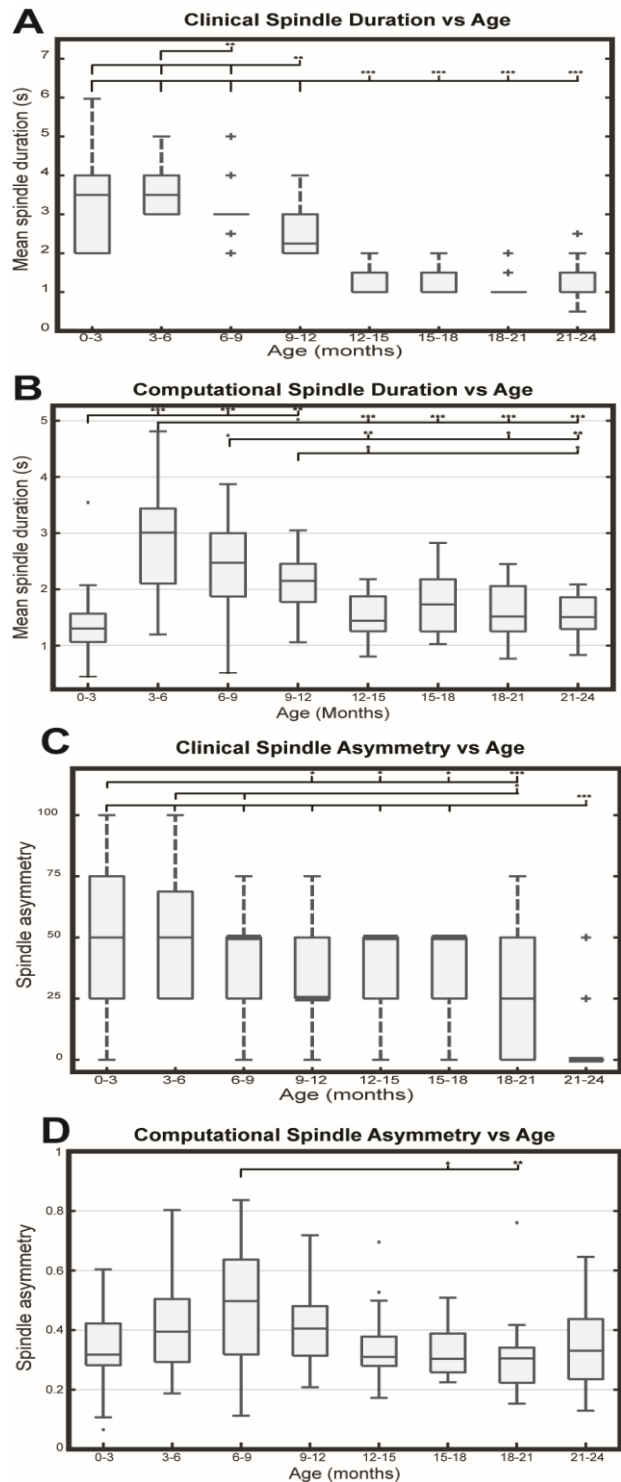 A
Clinical Spindle Duration vs Age
**
**
*** *** *** ***
7
6
5
4
3
2
1
0
Mean spindle duration (s)
0-3 3-6 6-9 9-12 12-15 15-18 18-21 21-24
Age (months)
B
Computational Spindle Duration vs Age
*** *** **
*** *** *** ***
** * **
* *
5
4
3
2
1
Mean spindle duration (s)
0-3 3-6 6-9 9-12 12-15 15-18 18-21 21-24
Age (Months)
C
Clinical Spindle Asymmetry vs Age
* * * ***
*
***
100
75
50
25
0
Spindle asymmetry
0-3 3-6 6-9 9-12 12-15 15-18 18-21 21-24
Age (months)
D
Computational Spindle Asymmetry vs Age
* **
1
0.8
0.6
0.4
0.2
0
Spindle asymmetry
0-3 3-6 6-9 9-12 12-15 15-18 18-21 21-24
Age (months)